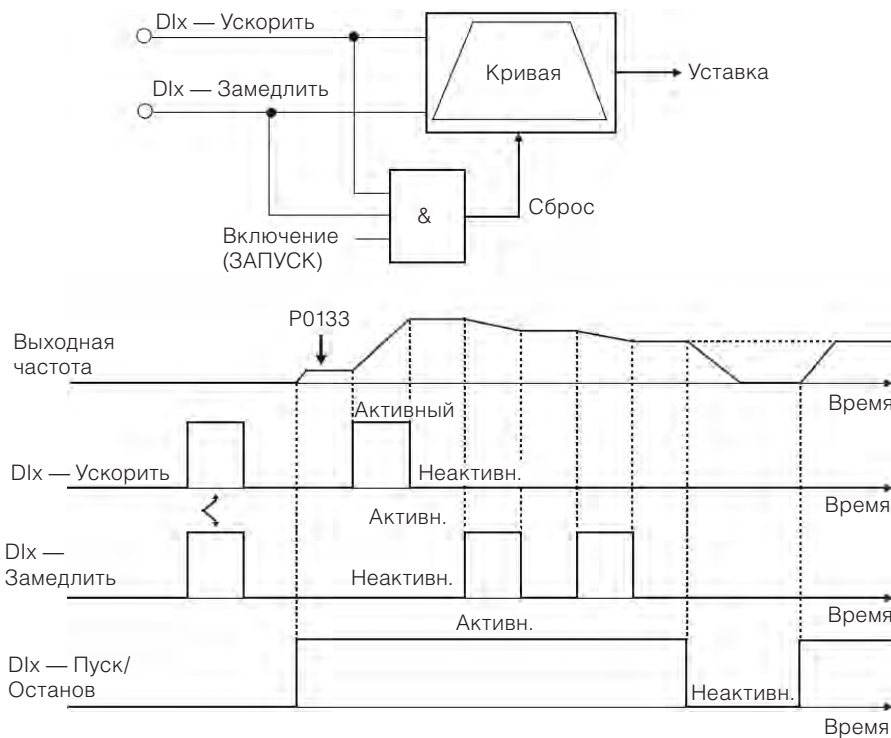 DIx — Ускорить
DIx — Замедлить
Кривая
Уставка
&
Сброс
Включение
(ЗАПУСК)
P0133
Выходная
частота
Время
Активный
DIx — Ускорить
Неактивн.
Время
Активн.
DIx —
Замедлить
Неактивн.
Время
Активн.
DIx — Пуск/
Останов
Неактивн.
Время